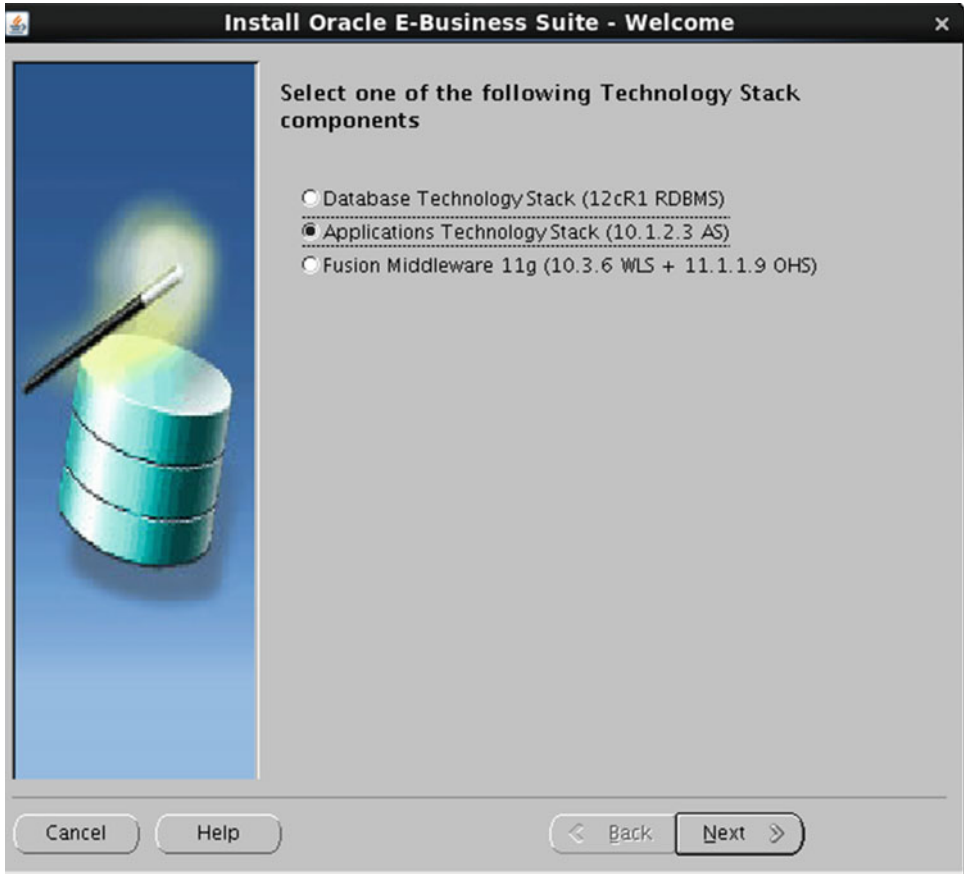 Install Oracle E-Business Suite - Welcome
Select one of the following Technology Stack
components
Database Technology Stack (12cR1 RDBMS)
Applications Technology Stack (10.1.2.3 AS)
Fusion Middleware 11g (10.3.6 WLS + 11.1.1.9 OHS)
Cancel Help Back Next